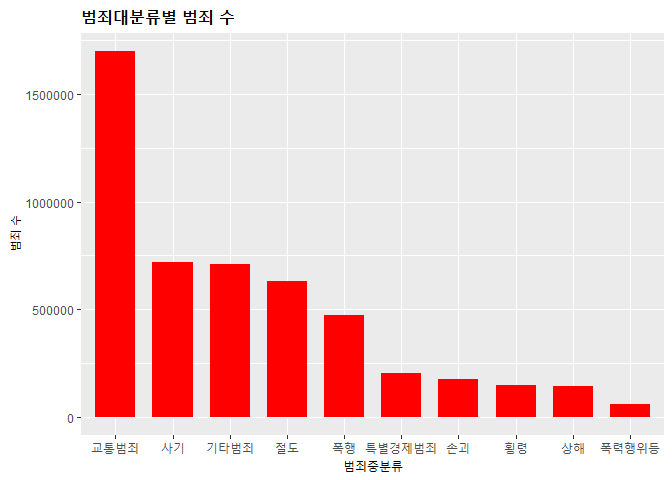 범죄대분류별 범죄 수
범죄 수
1500000
1000000
500000
0
교통범죄 사기 기타범죄 절도 폭행 특별경제범죄 손괴 횡령 상해 폭력행위등
범죄중분류